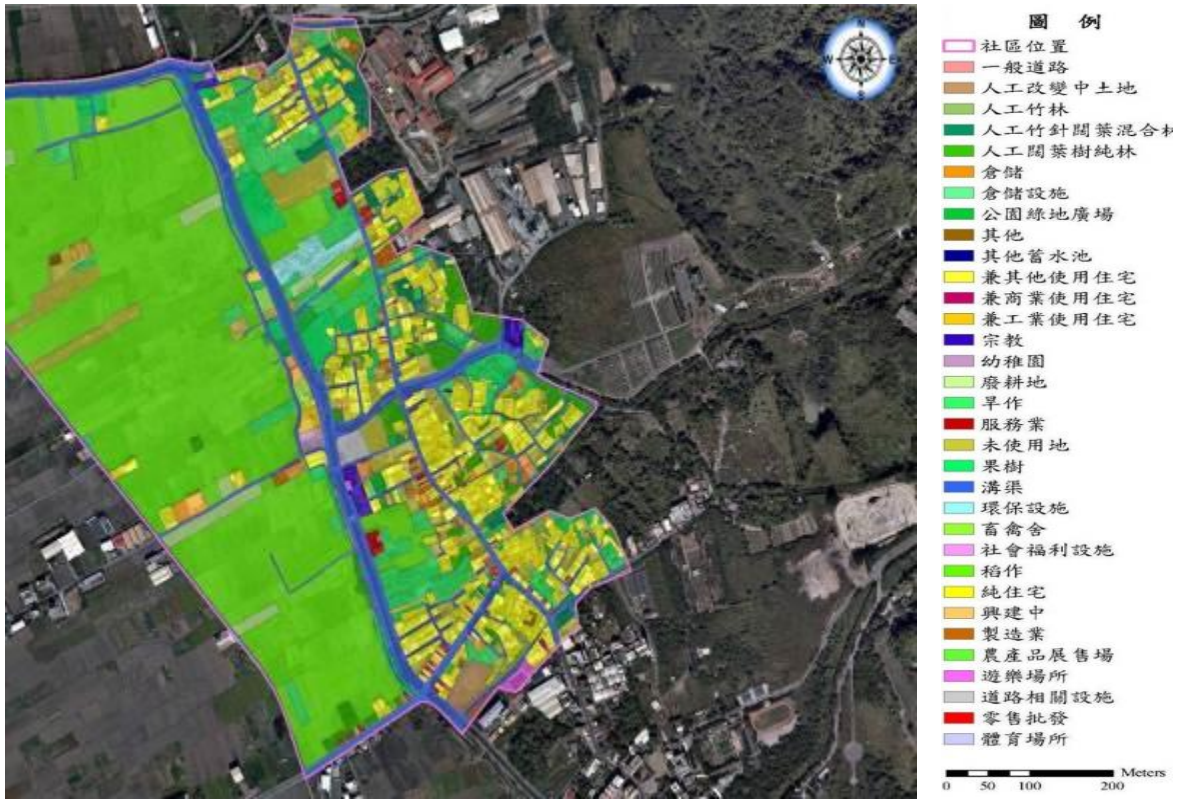 N
W
E
S
圖 例
社區位置
一般道路
人工改變中土地
人工竹林
人工竹針闊葉混合林
人工闊葉樹純林
倉儲
倉儲設施
公園綠地廣場
其他
其他蓄水池
兼其他使用住宅
兼商業使用住宅
兼工業使用住宅
宗教
幼稚園
廢耕地
旱作
服務業
未使用地
果樹
溝渠
環保設施
畜禽舍
社會福利設施
稻作
純住宅
興建中
製造業
農產品展售場
遊樂場所
道路相關設施
零售批發
體育場所
Meters
0 50 100 200